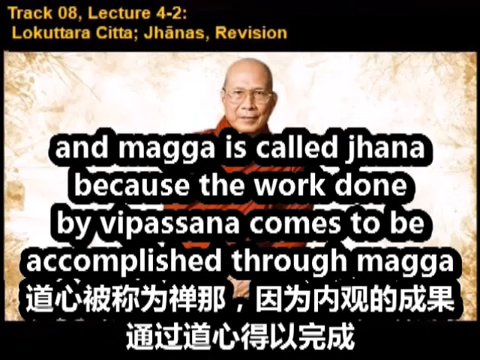 Track 08, Lecture 4-2:
Lokuttara Citta; Jhānas, Revision
and magga is called jhana
because the work done
by vipassana comes to be
accomplished through magga
道心被称为禅那，因为内观的成果
通过道心得以完成